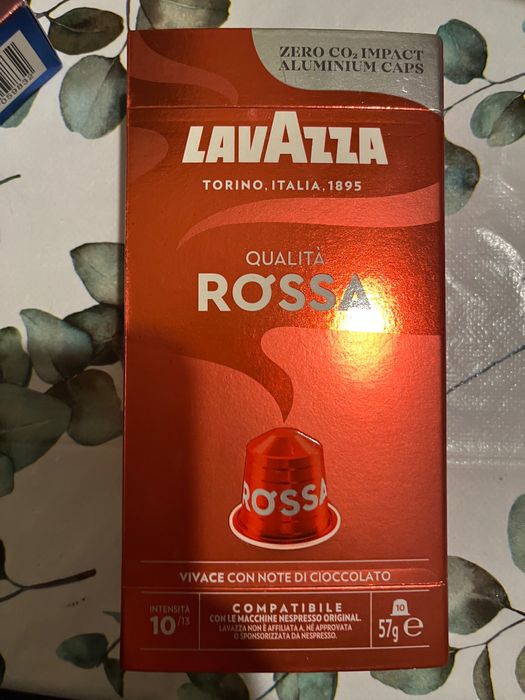 ZERO CO₂ IMPACT
ALUMINIUM CAPS
LAVAZZA
TORINO, ITALIA, 1895
QUALITÀ
ROSSA
ROSSA
VIVACE CON NOTE DI CIOCCOLATO
INTENSITÀ
10/13
COMPATIBILE
CON LE MACCHINE NESPRESSO ORIGINAL.
LAVAZZA NON È AFFILIATA A, NÉ APPROVATA
O SPONSORIZZATA DA NESPRESSO.
10
57g e
059832